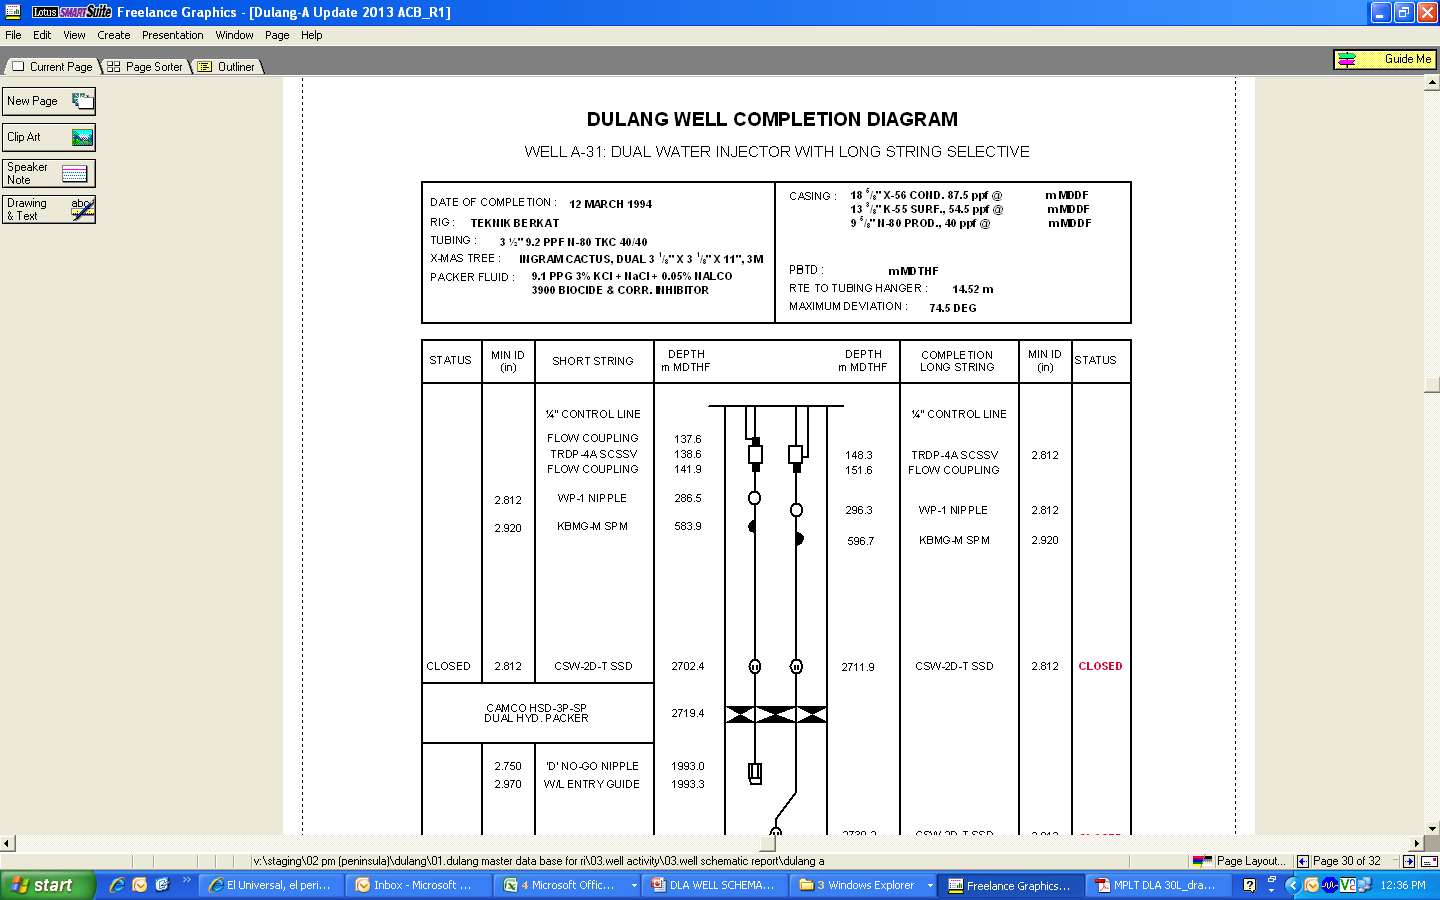 Lotus SMARTSuite Freelance Graphics - [Dulang-A Update 2013 ACB_R1]
File Edit View Create Presentation Window Page Help
Current Page Page Sorter Outliner Guide Me
New Page
Clip Art
Speaker
Note
Drawing
& Text
abc
DULANG WELL COMPLETION DIAGRAM
WELL A-31: DUAL WATER INJECTOR WITH LONG STRING SELECTIVE
DATE OF COMPLETION : 12 MARCH 1994
RIG : TEKNIK BERKAT
TUBING : 3 ½" 9.2 PPF N-80 TKC 40/40
X-MAS TREE : INGRAM CACTUS, DUAL 3 1/8" X 3 1/8" X 11", 3M
PACKER FLUID : 9.1 PPG 3% KCl + NaCl + 0.05% NALCO
3900 BIOCIDE & CORR. INHIBITOR
CASING : 18 5/8" X-56 COND. 87.5 ppf @ m MDDF
13 3/8" K-55 SURF., 54.5 ppf @ m MDDF
9 5/8" N-80 PROD., 40 ppf @ m MDDF
PBTD : m MDTHF
RTE TO TUBING HANGER : 14.52 m
MAXIMUM DEVIATION : 74.5 DEG
STATUS MIN ID (in) SHORT STRING DEPTH m MDTHF DEPTH m MDTHF COMPLETION LONG STRING MIN ID (in) STATUS
¼" CONTROL LINE ¼" CONTROL LINE
FLOW COUPLING 137.6
TRDP-4A SCSSV 138.6 148.3 TRDP-4A SCSSV 2.812
FLOW COUPLING 141.9 151.6 FLOW COUPLING
2.812 WP-1 NIPPLE 286.5
296.3 WP-1 NIPPLE 2.812
2.920 KBMG-M SPM 583.9
596.7 KBMG-M SPM 2.920
CLOSED 2.812 CSW-2D-T SSD 2702.4 2711.9 CSW-2D-T SSD 2.812 CLOSED
CAMCO HSD-3P-SP
DUAL HYD. PACKER 2719.4
2.750 'D' NO-GO NIPPLE 1993.0
2.970 W/L ENTRY GUIDE 1993.3
CSW-2D-T SSD 2.812 CLOSED
v:\staging\02 pm (peninsula)\dulang\01.dulang master data base for ri\03.well activity\03.well schematic report\dulang a Page Layout... Page 30 of 32
start El Universal, el peri... Inbox - Microsoft ... 4 Microsoft Offic... DLA WELL SCHEMA... 3 Windows Explorer Freelance Graphics... MPLT DLA 30L_dra... 12:36 PM